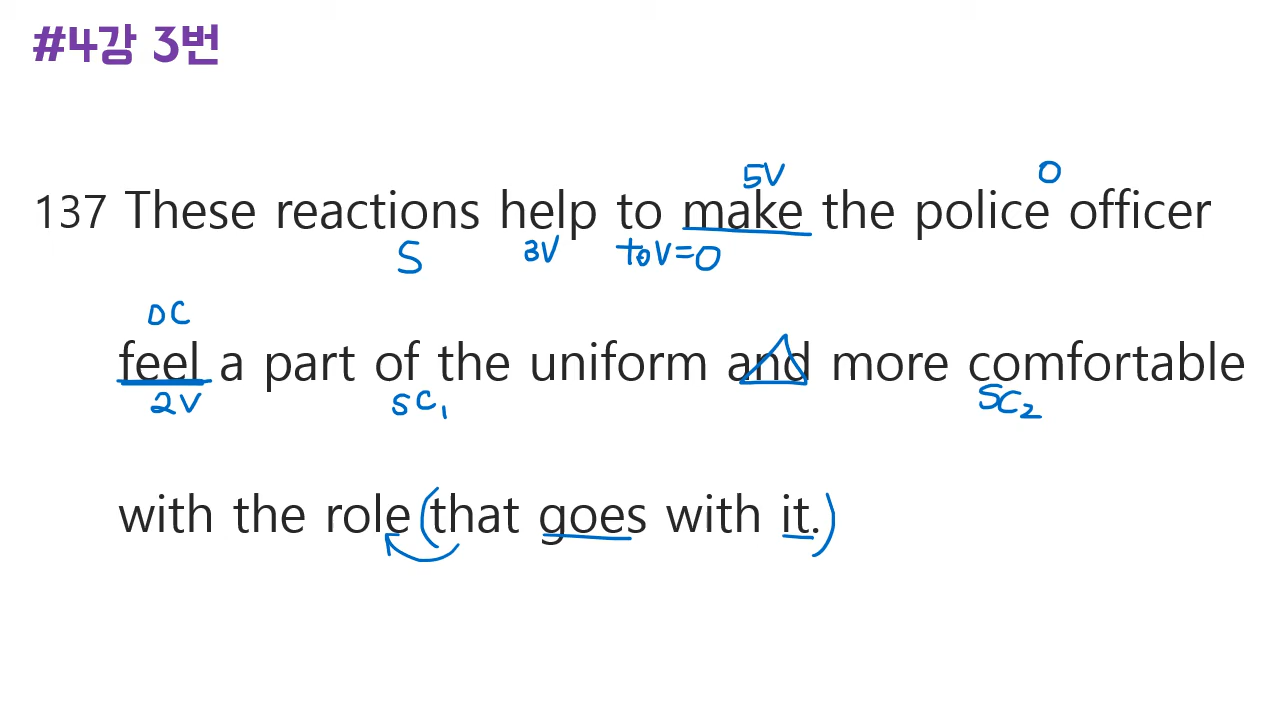 #4강 3번
5V O
137 These reactions help to make the police officer
S 3V toV=O
OC
feel a part of the uniform and more comfortable
2V SC1 SC2
with the role (that goes with it.)